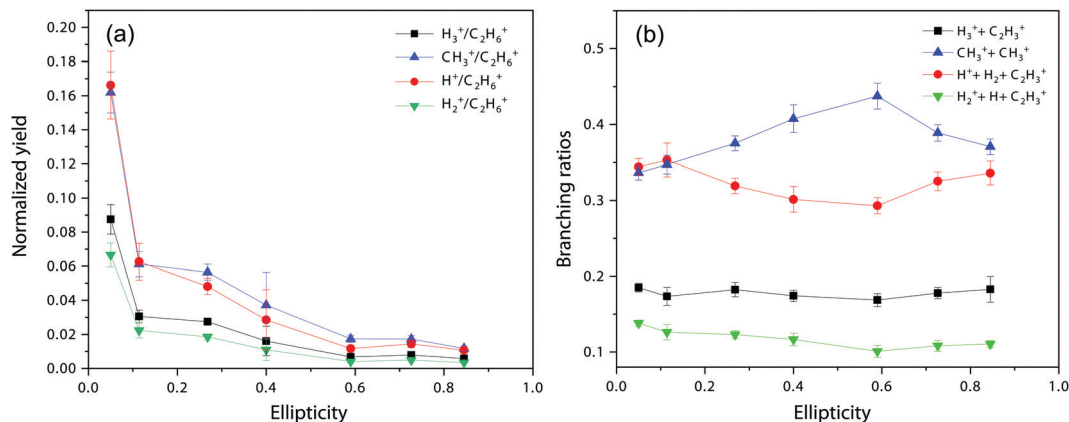 (a)
H₃⁺/C₂H₆⁺
CH₃⁺/C₂H₆⁺
H⁺/C₂H₆⁺
H₂⁺/C₂H₆⁺
Normalized yield
0.20
0.18
0.16
0.14
0.12
0.10
0.08
0.06
0.04
0.02
0.00
0.0 0.2 0.4 0.6 0.8 1.0
Ellipticity
(b)
H₃⁺+ C₂H₃⁺
CH₃⁺+ CH₃⁺
H⁺+ H₂+ C₂H₃⁺
H₂⁺+ H+ C₂H₃⁺
Branching ratios
0.5
0.4
0.3
0.2
0.1
0.0 0.2 0.4 0.6 0.8 1.0
Ellipticity